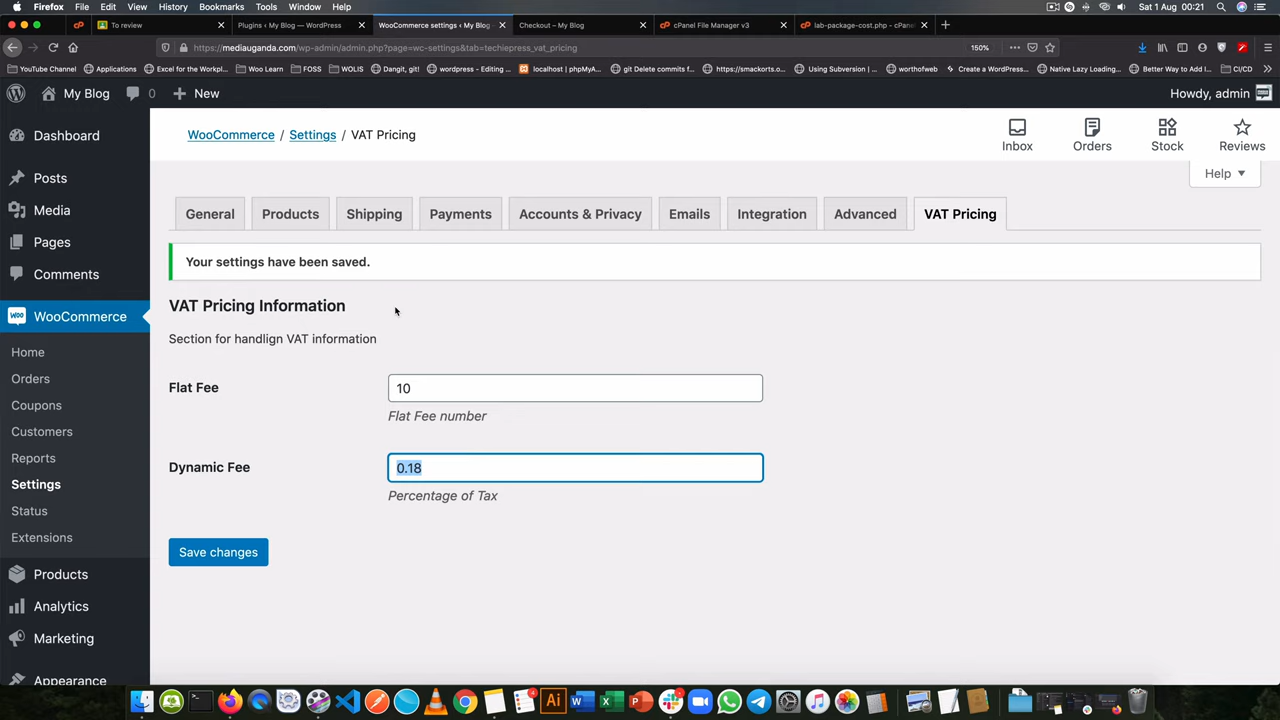 Firefox File Edit View History Bookmarks Tools Window Help Sat 1 Aug 00:21
To review
Plugins ‹ My Blog — WordPress
WooCommerce settings ‹ My Blog
Checkout – My Blog
cPanel File Manager v3
lab-package-cost.php - cPanel
https://mediauganda.com/wp-admin/admin.php?page=wc-settings&tab=techiepress_vat_pricing 150%
YouTube Channel Applications Excel for the Workpl... Woo Learn FOSS WOLIS Dangit, git! wordpress - Editing ... localhost | phpMyA... git Delete commits f... https://smackorts.o... Using Subversion | ... worthofweb Create a WordPress... Native Lazy Loading... Better Way to Add I... CI/CD
My Blog 0 New Howdy, admin
Dashboard
Posts
Media
Pages
Comments
Woo WooCommerce
Home
Orders
Coupons
Customers
Reports
Settings
Status
Extensions
Products
Analytics
Marketing
Appearance
WooCommerce / Settings / VAT Pricing
Inbox Orders Stock Reviews
Help
General Products Shipping Payments Accounts & Privacy Emails Integration Advanced VAT Pricing
Your settings have been saved.
VAT Pricing Information
Section for handlign VAT information
Flat Fee 10
Flat Fee number
Dynamic Fee 0.18
Percentage of Tax
Save changes